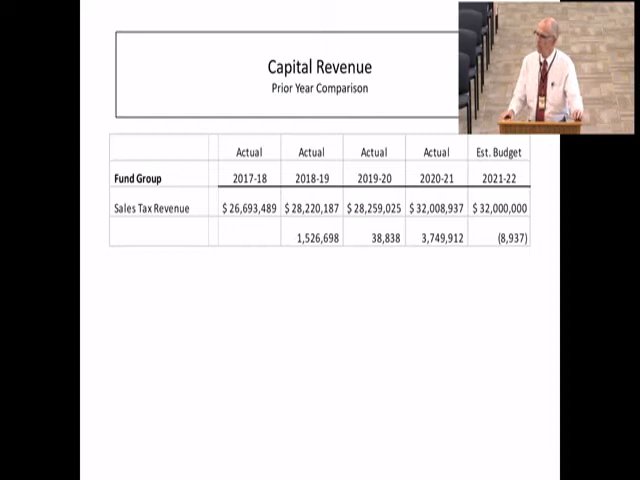 Capital Revenue
Prior Year Comparison
Actual Actual Actual Actual Est. Budget
Fund Group 2017-18 2018-19 2019-20 2020-21 2021-22
Sales Tax Revenue $ 26,693,489 $ 28,220,187 $ 28,259,025 $ 32,008,937 $ 32,000,000
1,526,698 38,838 3,749,912 (8,937)